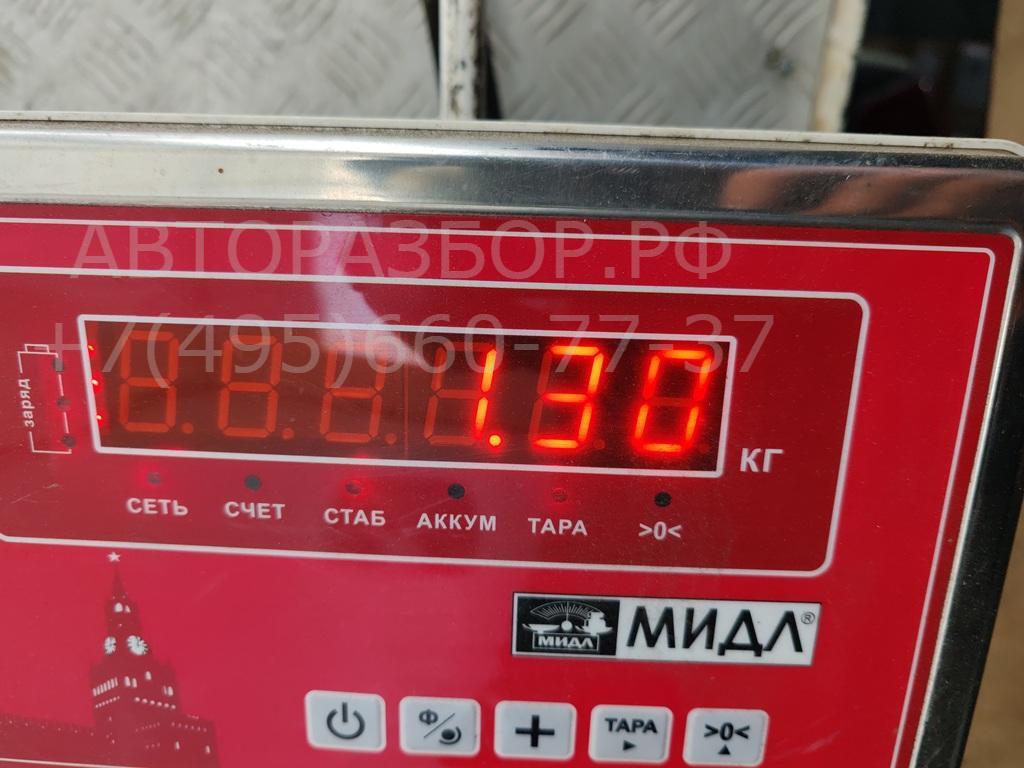 АВТОРАЗБОР.РФ
+7(495)660-77-37
заряд
1.30
КГ
СЕТЬ СЧЕТ СТАБ АККУМ ТАРА >0<
МИДЛ МИДЛ®
Ф
+ ТАРА >0<